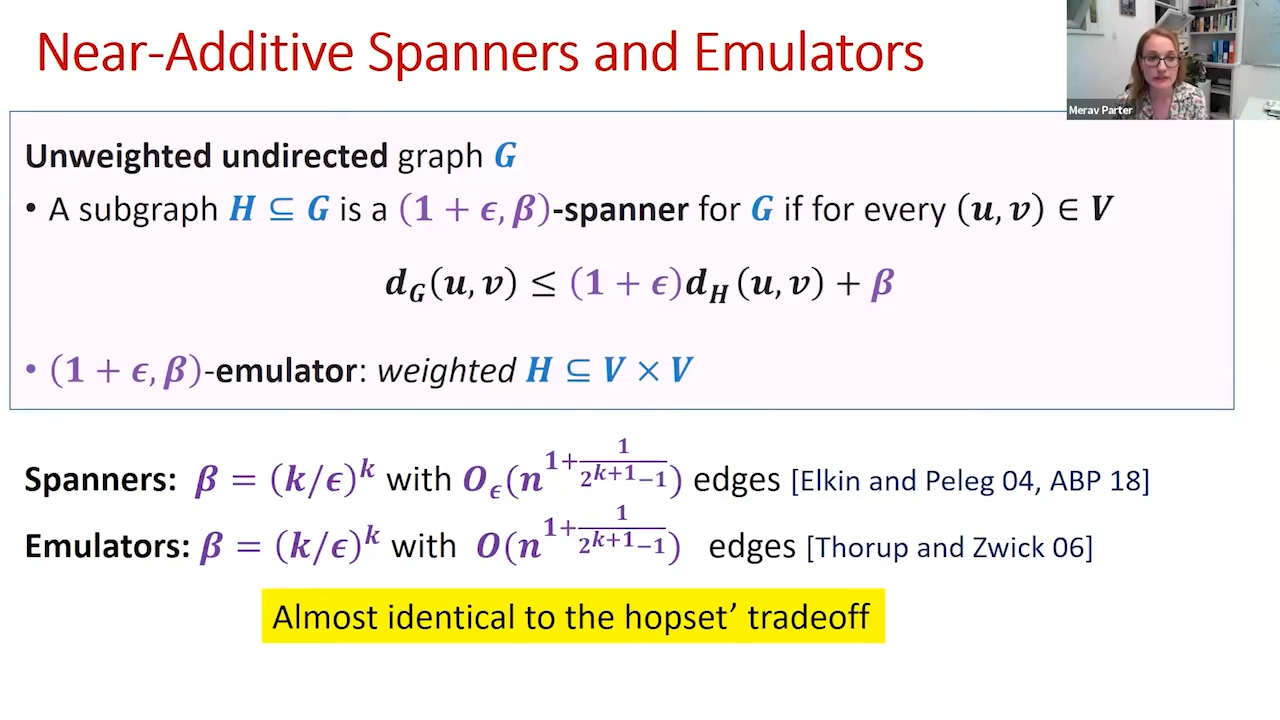 Near-Additive Spanners and Emulators
Merav Parter
Unweighted undirected graph G
• A subgraph H ⊆ G is a (1 + ϵ, β)-spanner for G if for every (u, v) ∈ V
d_G(u, v) ≤ (1 + ϵ)d_H(u, v) + β
• (1 + ϵ, β)-emulator: weighted H ⊆ V × V
Spanners: β = (k/ϵ)^k with O_ϵ(n^{1+\frac{1}{2^{k+1}-1}}) edges [Elkin and Peleg 04, ABP 18]
Emulators: β = (k/ϵ)^k with O(n^{1+\frac{1}{2^{k+1}-1}}) edges [Thorup and Zwick 06]
Almost identical to the hopset’ tradeoff